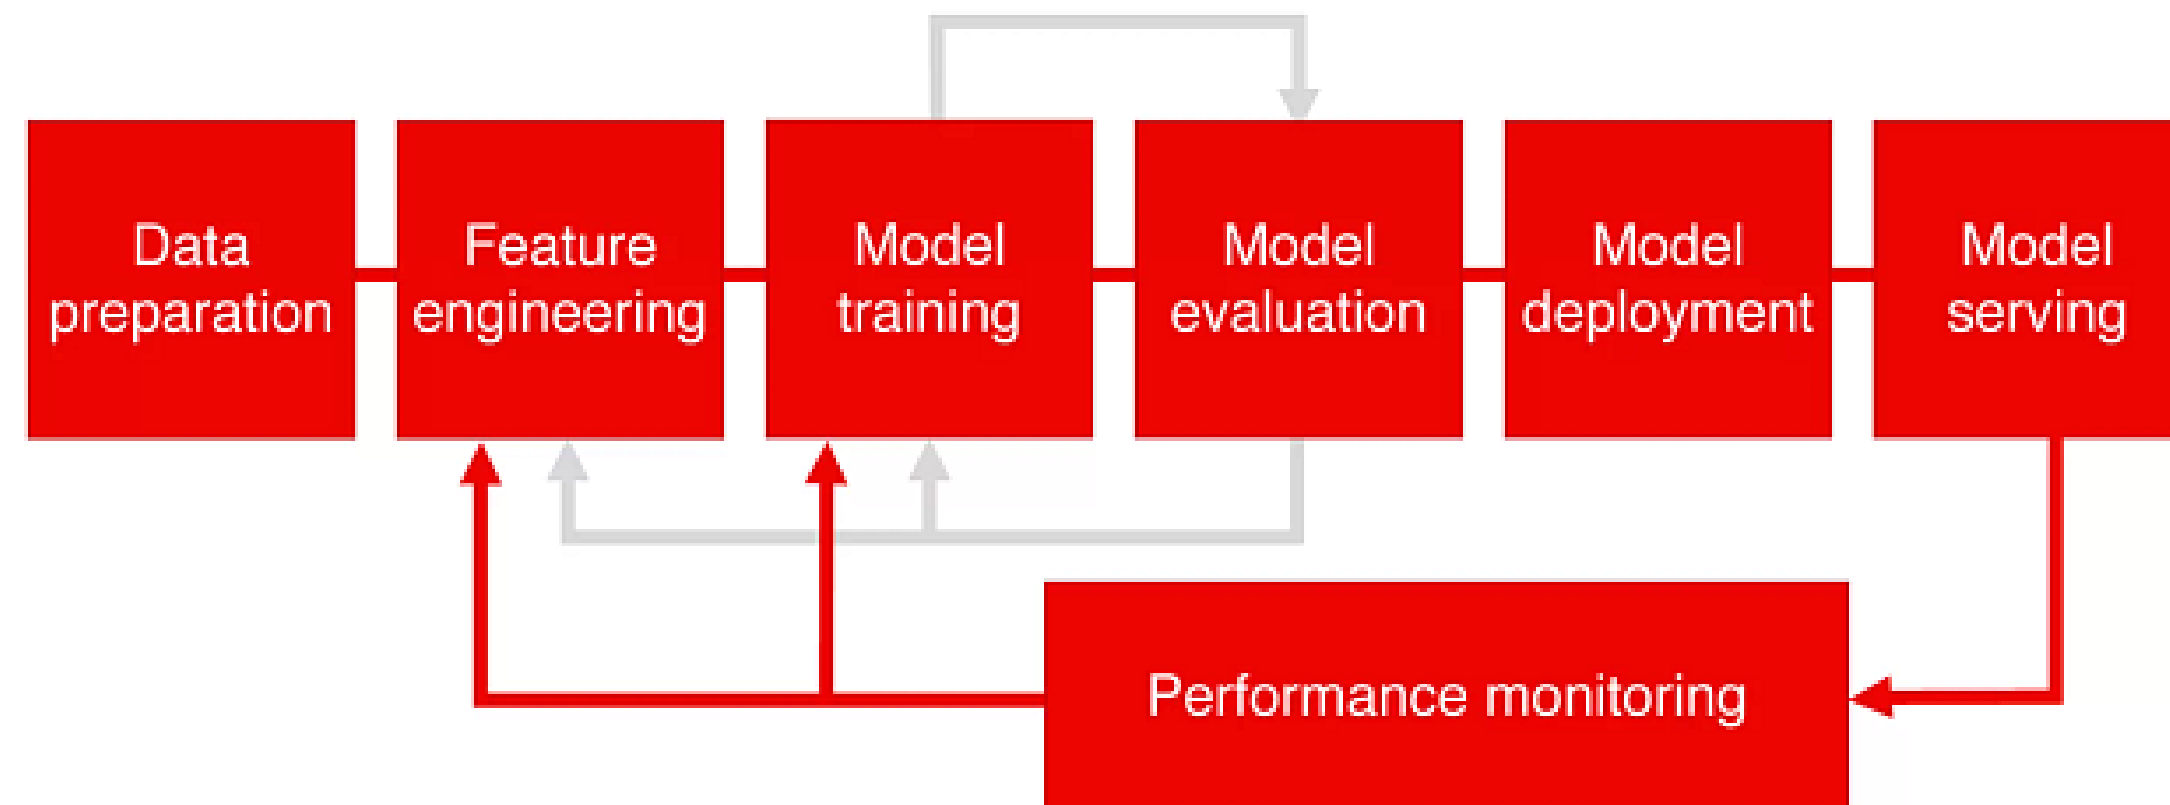 Data
preparation
Feature
engineering
Model
training
Model
evaluation
Model
deployment
Model
serving
Performance monitoring